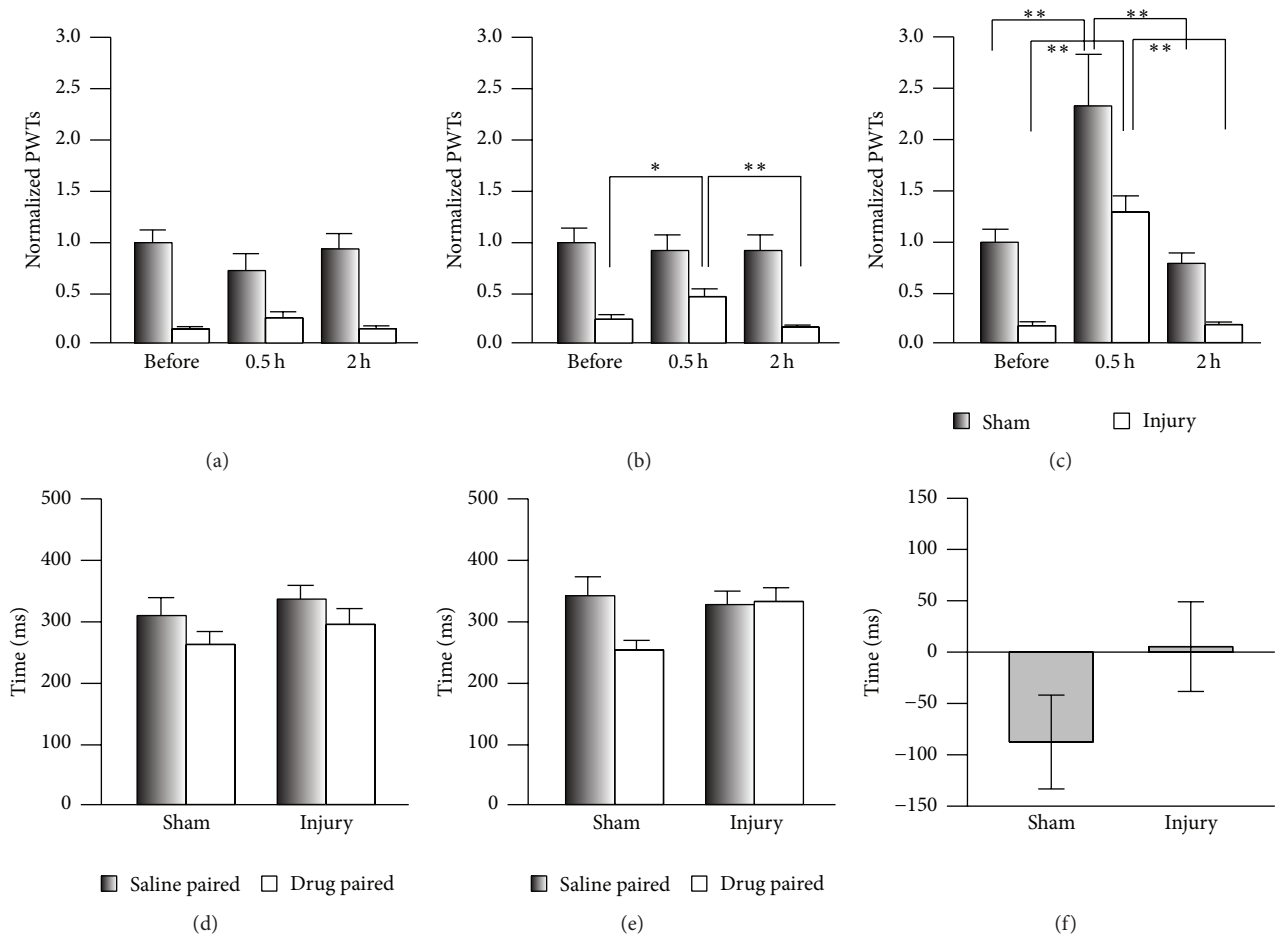 Normalized PWTs
3.0
2.5
2.0
1.5
1.0
0.5
0.0
Before 0.5 h 2 h
(a)
Normalized PWTs
3.0
2.5
2.0
1.5
1.0
0.5
0.0
* **
Before 0.5 h 2 h
(b)
Normalized PWTs
3.0
2.5
2.0
1.5
1.0
0.5
0.0
** **
** **
Before 0.5 h 2 h
Sham Injury
(c)
Time (ms)
500
400
300
200
100
0
Sham Injury
Saline paired Drug paired
(d)
Time (ms)
500
400
300
200
100
0
Sham Injury
Saline paired Drug paired
(e)
Time (ms)
150
100
50
0
−50
−100
−150
Sham Injury
(f)